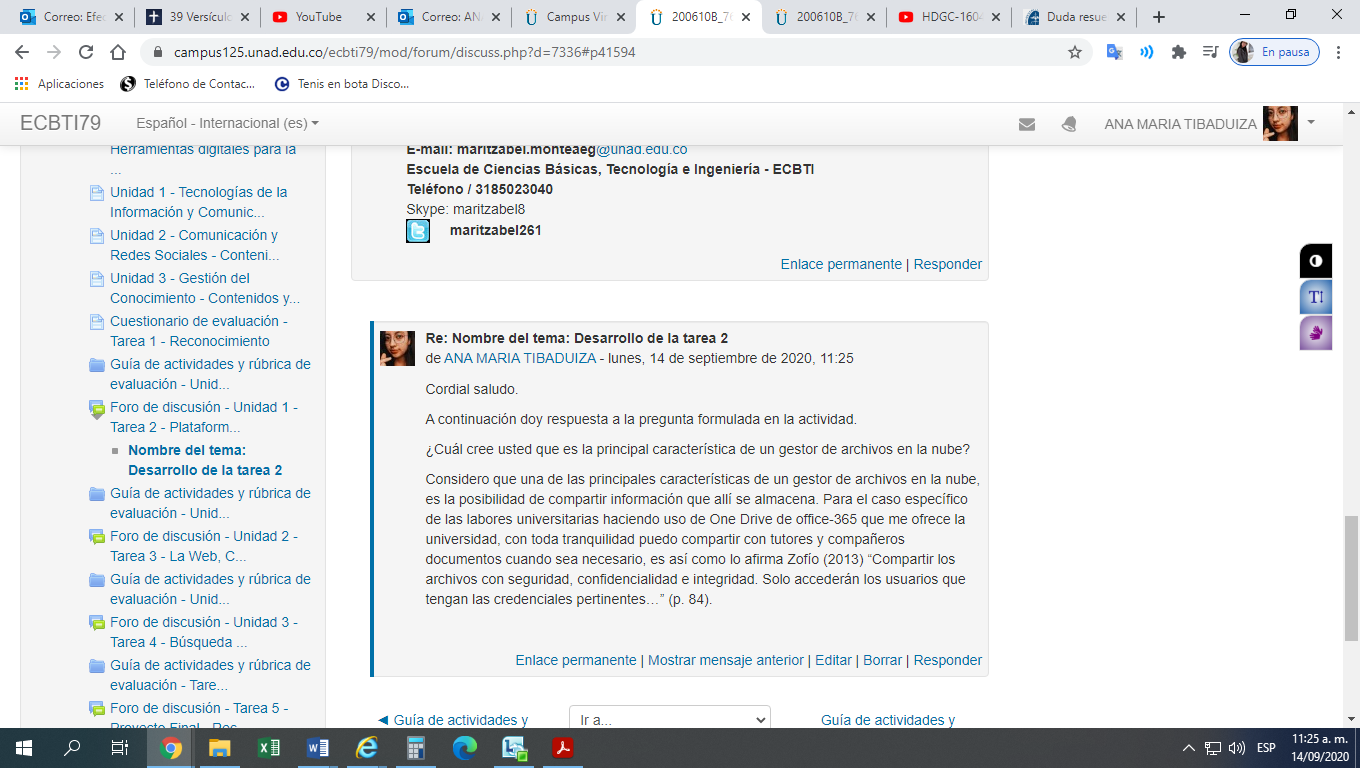 Correo: Efec
39 Versículo
YouTube
Correo: ANA
Campus Vir
200610B_76
200610B_76
HDGC-1604
Duda resue
campus125.unad.edu.co/ecbti79/mod/forum/discuss.php?d=7336#p41594
En pausa
Aplicaciones
Teléfono de Contac...
Tenis en bota Disco...
ECBTI79
Español - Internacional (es)
ANA MARIA TIBADUIZA
Herramientas digitales para la
...
Unidad 1 - Tecnologías de la
Información y Comunic...
Unidad 2 - Comunicación y
Redes Sociales - Conteni...
Unidad 3 - Gestión del
Conocimiento - Contenidos y...
Cuestionario de evaluación -
Tarea 1 - Reconocimiento
Guía de actividades y rúbrica de
evaluación - Unid...
Foro de discusión - Unidad 1 -
Tarea 2 - Plataform...
Nombre del tema:
Desarrollo de la tarea 2
Guía de actividades y rúbrica de
evaluación - Unid...
Foro de discusión - Unidad 2 -
Tarea 3 - La Web, C...
Guía de actividades y rúbrica de
evaluación - Unid...
Foro de discusión - Unidad 3 -
Tarea 4 - Búsqueda ...
Guía de actividades y rúbrica de
evaluación - Tare...
Foro de discusión - Tarea 5 -
Proyecto Final - Rec...
E-mail: maritzabel.monteaeg@unad.edu.co
Escuela de Ciencias Básicas, Tecnología e Ingeniería - ECBTI
Teléfono / 3185023040
Skype: maritzabel8
maritzabel261
Enlace permanente | Responder
Re: Nombre del tema: Desarrollo de la tarea 2
de ANA MARIA TIBADUIZA - lunes, 14 de septiembre de 2020, 11:25
Cordial saludo.
A continuación doy respuesta a la pregunta formulada en la actividad.
¿Cuál cree usted que es la principal característica de un gestor de archivos en la nube?
Considero que una de las principales características de un gestor de archivos en la nube,
es la posibilidad de compartir información que allí se almacena. Para el caso específico
de las labores universitarias haciendo uso de One Drive de office-365 que me ofrece la
universidad, con toda tranquilidad puedo compartir con tutores y compañeros
documentos cuando sea necesario, es así como lo afirma Zofío (2013) “Compartir los
archivos con seguridad, confidencialidad e integridad. Solo accederán los usuarios que
tengan las credenciales pertinentes…” (p. 84).
Enlace permanente | Mostrar mensaje anterior | Editar | Borrar | Responder
◄ Guía de actividades y
Ir a...
Guía de actividades y
ESP
11:25 a. m.
14/09/2020